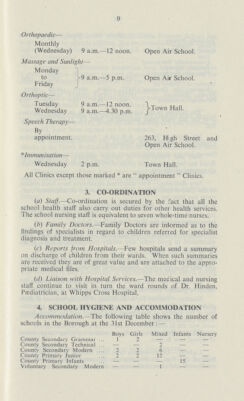 9
Orthopaedic—
Monthly
(Wednesday) 9 a.m.—12 noon. Open Air School.
Massage and Sunlight—
Monday
to 9 a.m.—5 p.m. Open Air School.
Friday
Orthoptic—
Tuesday 9 a.m.—12 noon.
Wednesday 9 a.m.—4.30 p.m. Town Hall.
Speech Therapy—
By
appointment. 263, High Street and
Open Air School.
*Immunisation—
Wednesday 2 p.m. Town Hall.
All Clinics except those marked * are " appointment " Clinics.
3. CO-ORDINATION
(a) Staff.—Co-ordination is secured by the fact that all the
school health staff also carry out duties for other health services.
The school nursing staff is equivalent to seven whole-time nurses.
(b) Family Doctors.—Family Doctors are informed as to the
findings of specialists in regard to children referred for specialist
diagnosis and treatment.
(c) Reports from Hospitals.—Few hospitals send a summary
on discharge of children from their wards. When such summaries
are received they are of great value and are attached to the appro-
priate medical files.
(d) Liaison with Hospital Services.—The medical and nursing
staff continue to visit in turn the ward rounds of Dr. Hinden,
Pædiatrician, at Whipps Cross Hospital.
4. SCHOOL HYGIENE AND ACCOMMODATION
Accommodation.—The following table shows the number of
schools in the Borough at the 31st December:—
Boys Girls Mixed Infants Nursery
County Secondary Grammar ... 1 2 — — —
County Secondary Technical
County Secondary Modern
County Primary Junior
County Primary Infants — — — 15 —
Voluntary Secondary Modern